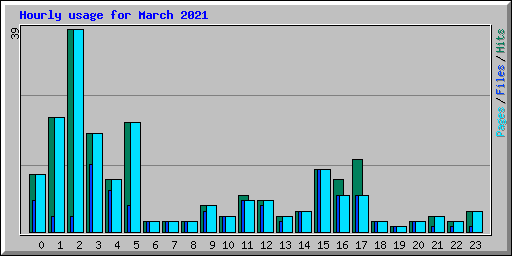 Hourly usage for March 2021
39
Pages/Files/Hits
0 1 2 3 4 5 6 7 8 9 10 11 12 13 14 15 16 17 18 19 20 21 22 23